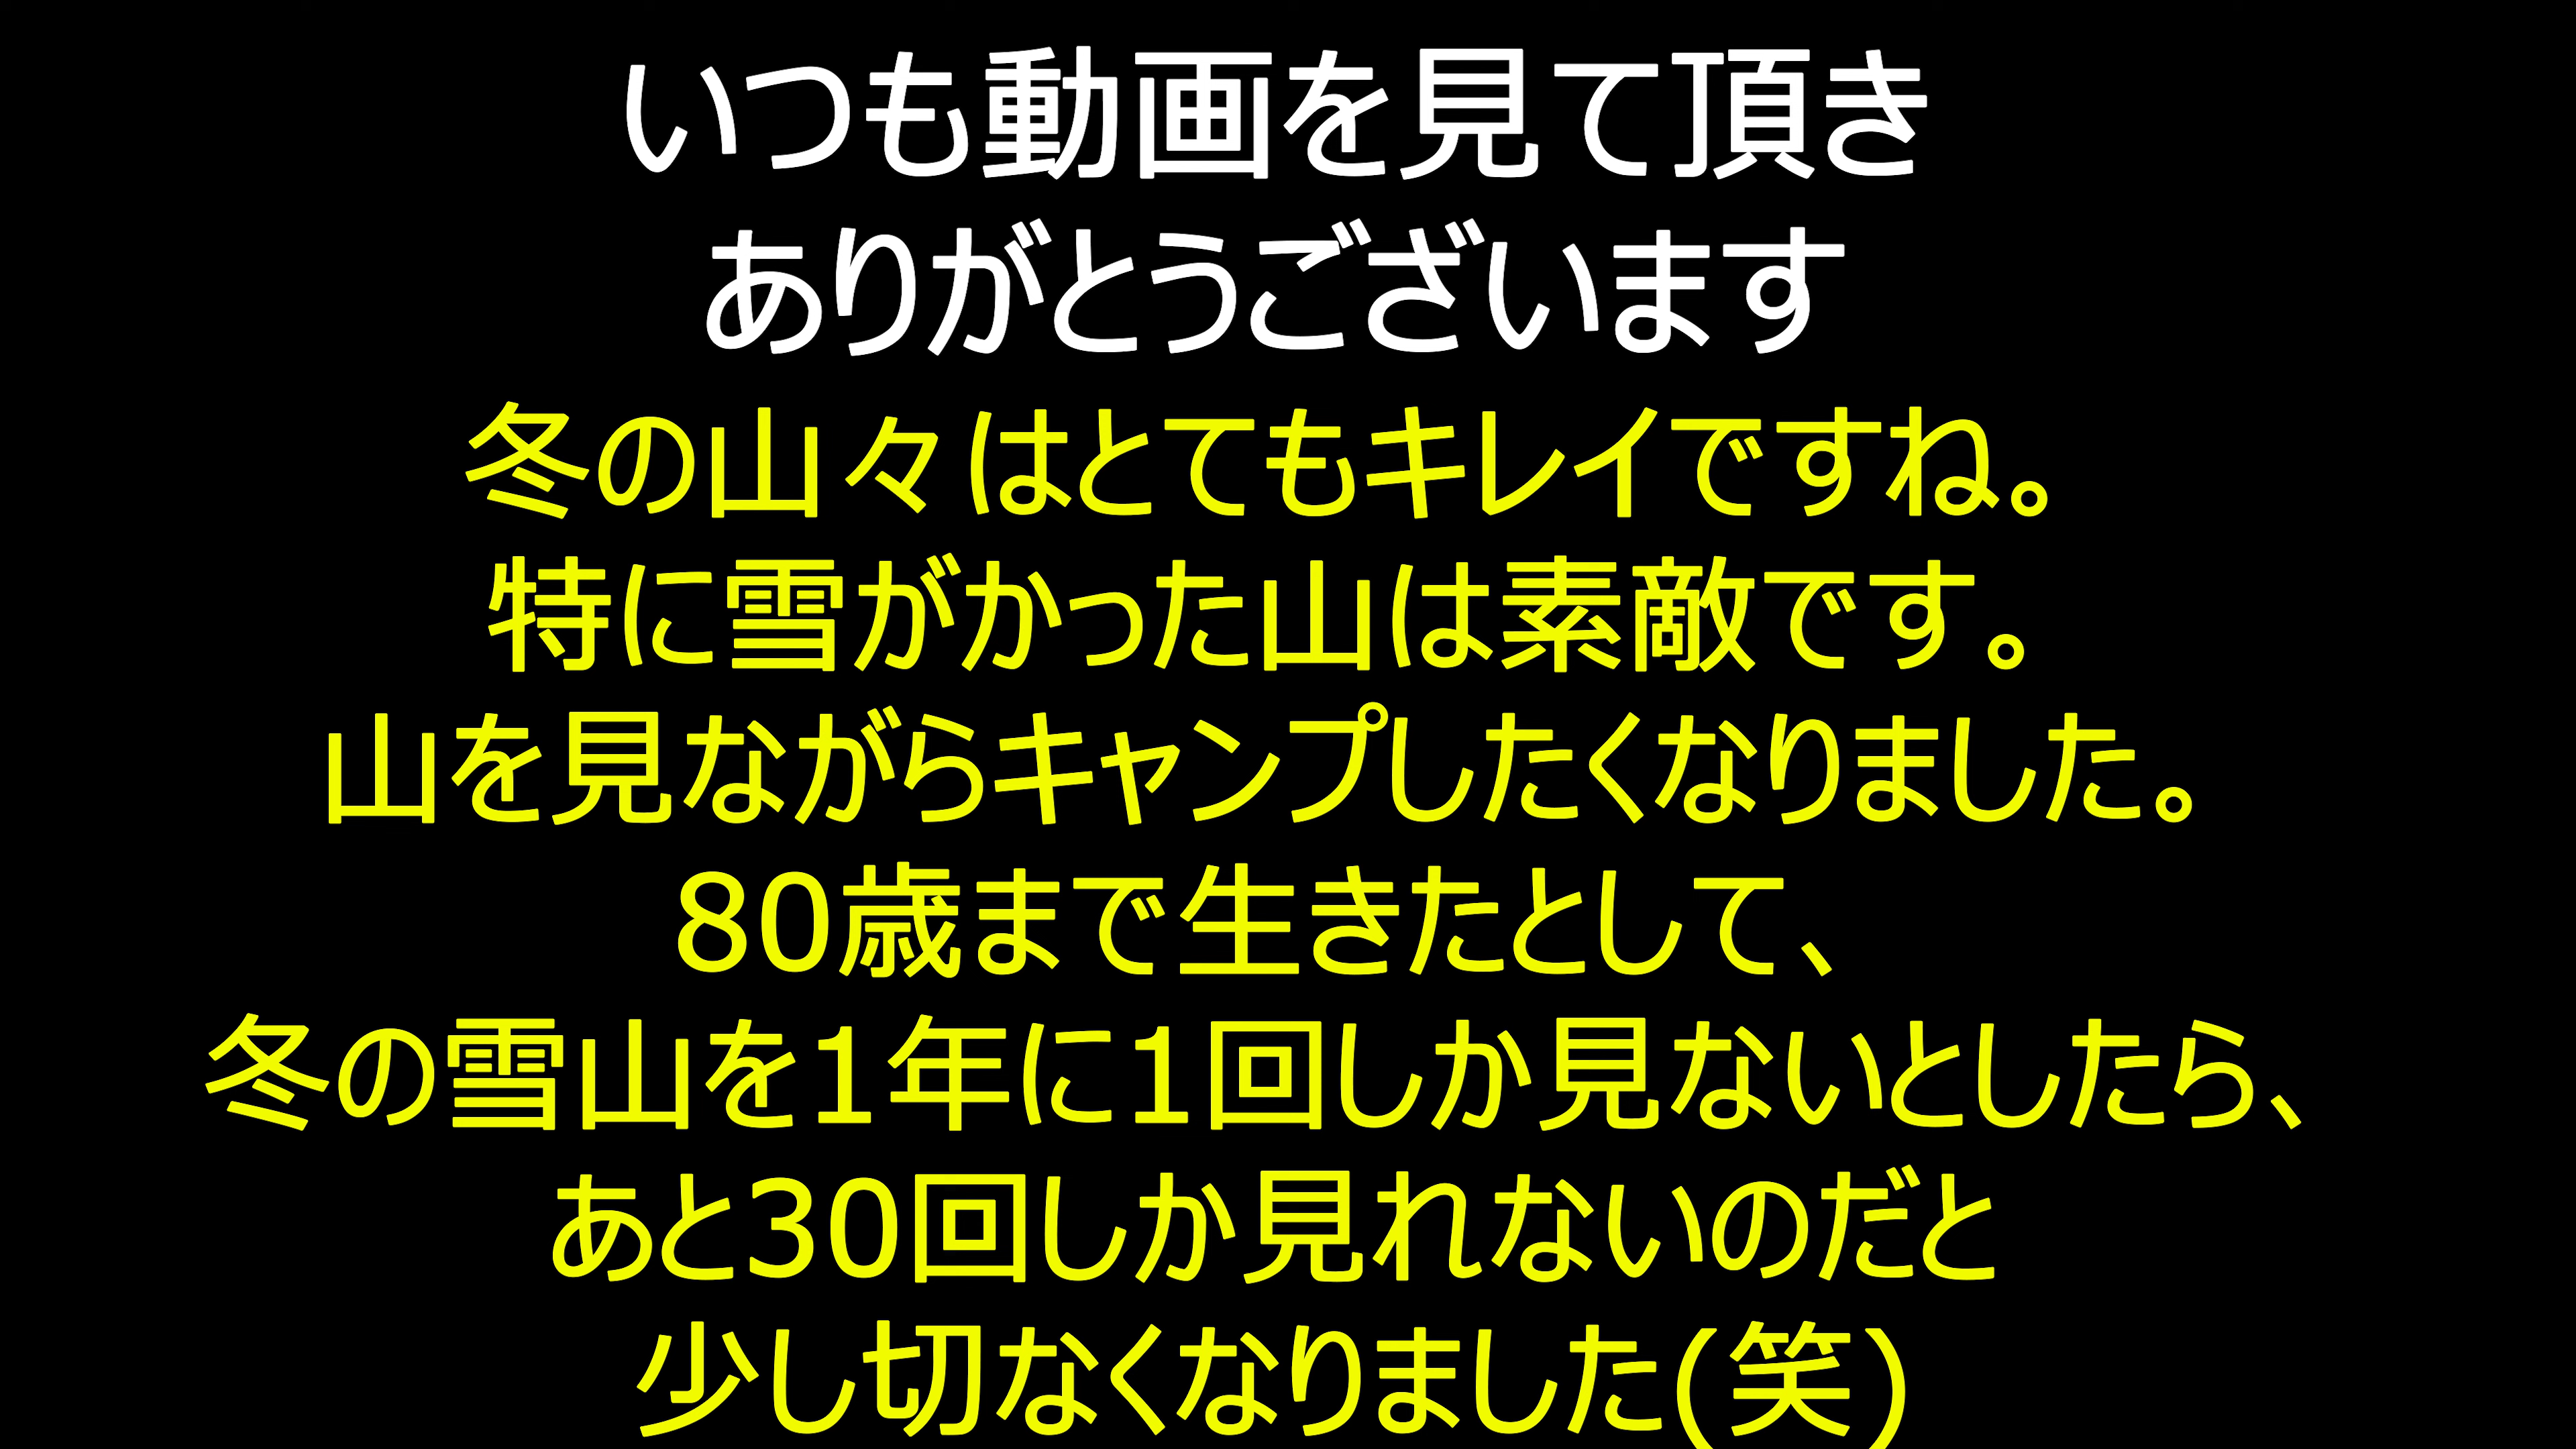 いつも動画を見て頂き
ありがとうございます
冬の山々はとてもキレイですね。
特に雪がかった山は素敵です。
山を見ながらキャンプしたくなりました。
80歳まで生きたとして、
冬の雪山を1年に1回しか見ないとしたら、
あと30回しか見れないのだと
少し切なくなりました(笑)